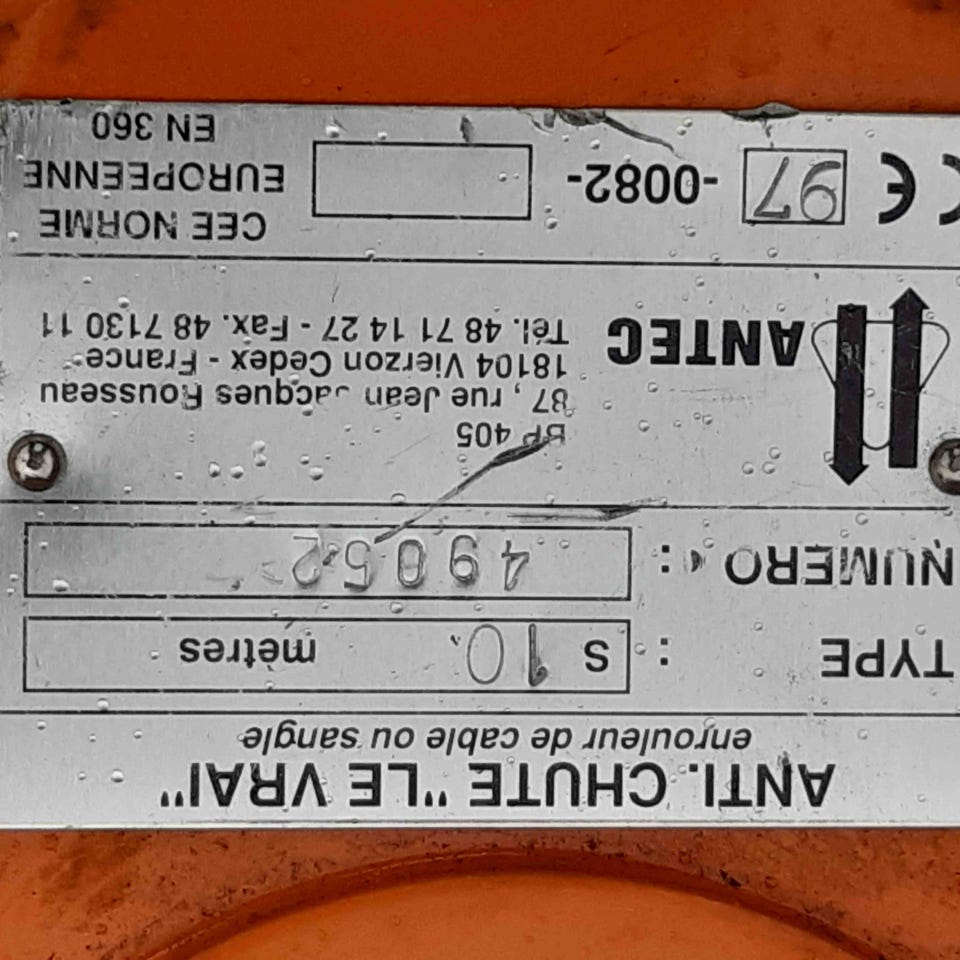 ANTI. CHUTE "LE VRAI"
enrouleur de cable ou sangle
TYPE : S 10. mètres
NUMERO : 49052
ANTEC
BP 405
87, rue Jean Jacques Rousseau
18104 Vierzon Cedex - France
Tél. 48 71 14 27 - Fax. 48 7130 11
CE 97 -0082-
CEE NORME
EUROPEENNE
EN 360